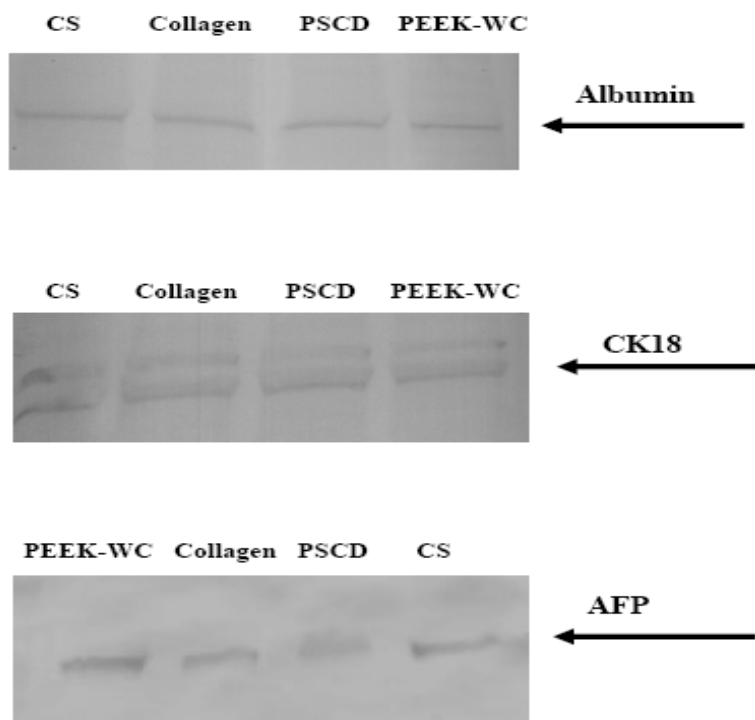 CS Collagen PSCD PEEK-WC
Albumin
CS Collagen PSCD PEEK-WC
CK18
PEEK-WC Collagen PSCD CS
AFP